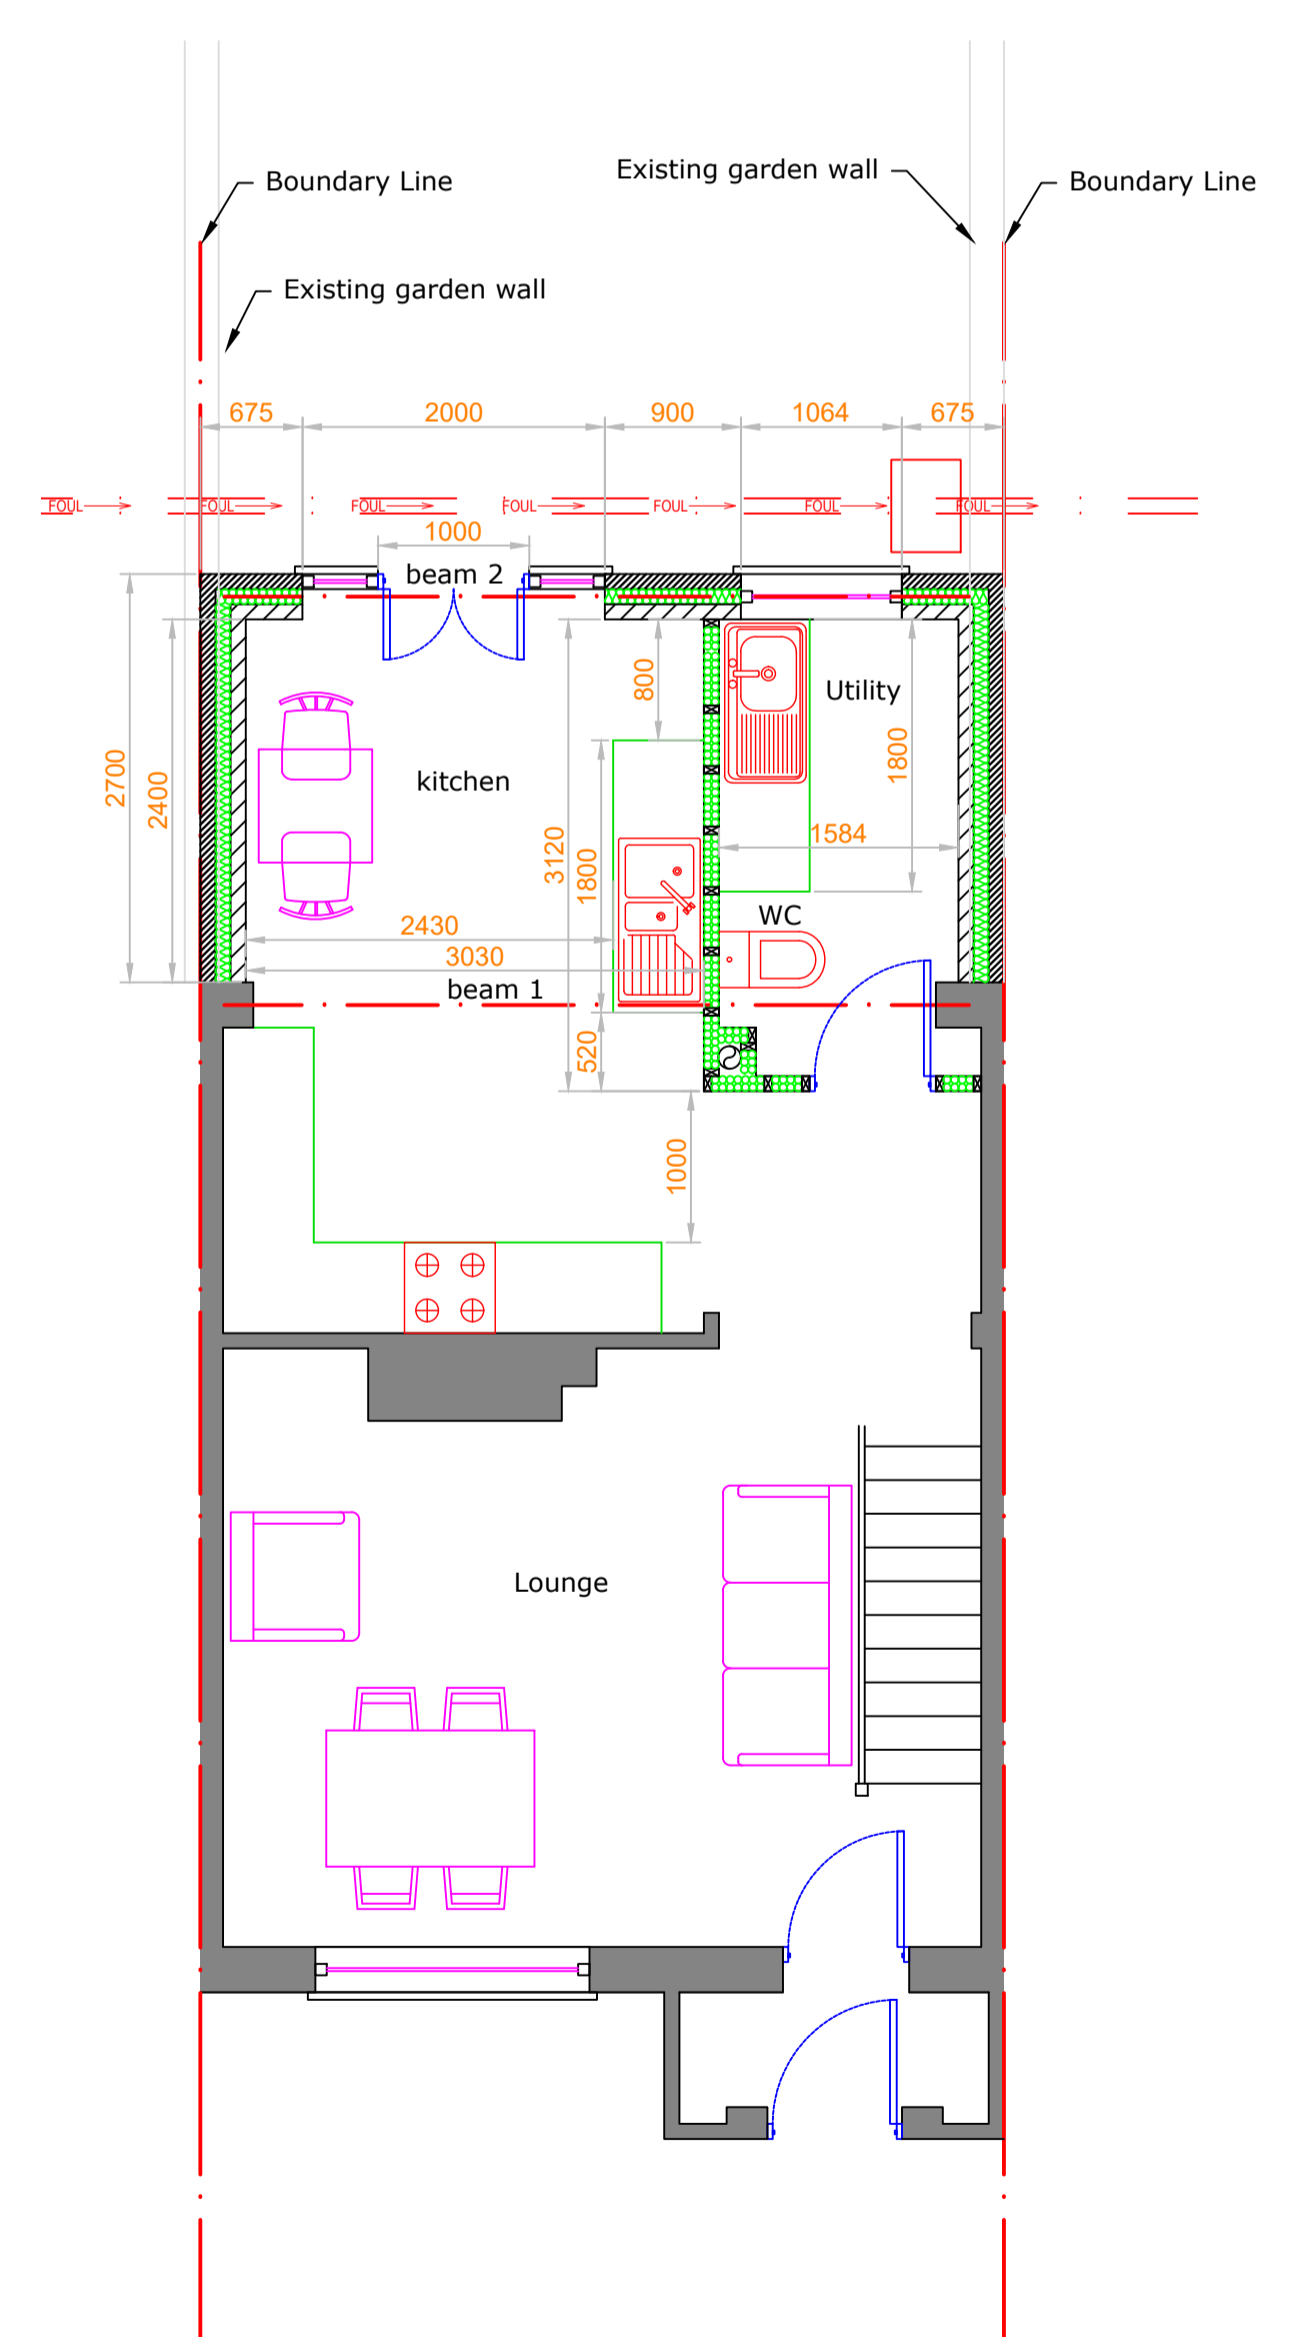 Existing garden wall
Boundary Line
Boundary Line
Existing garden wall
675
2000
900
1064
675
FOUL
FOUL
FOUL
FOUL
FOUL
FOUL
FOUL
1000
beam 2
800
Utility
2700
2400
kitchen
1800
1584
3120
1800
WC
2430
3030
beam 1
520
1000
Lounge